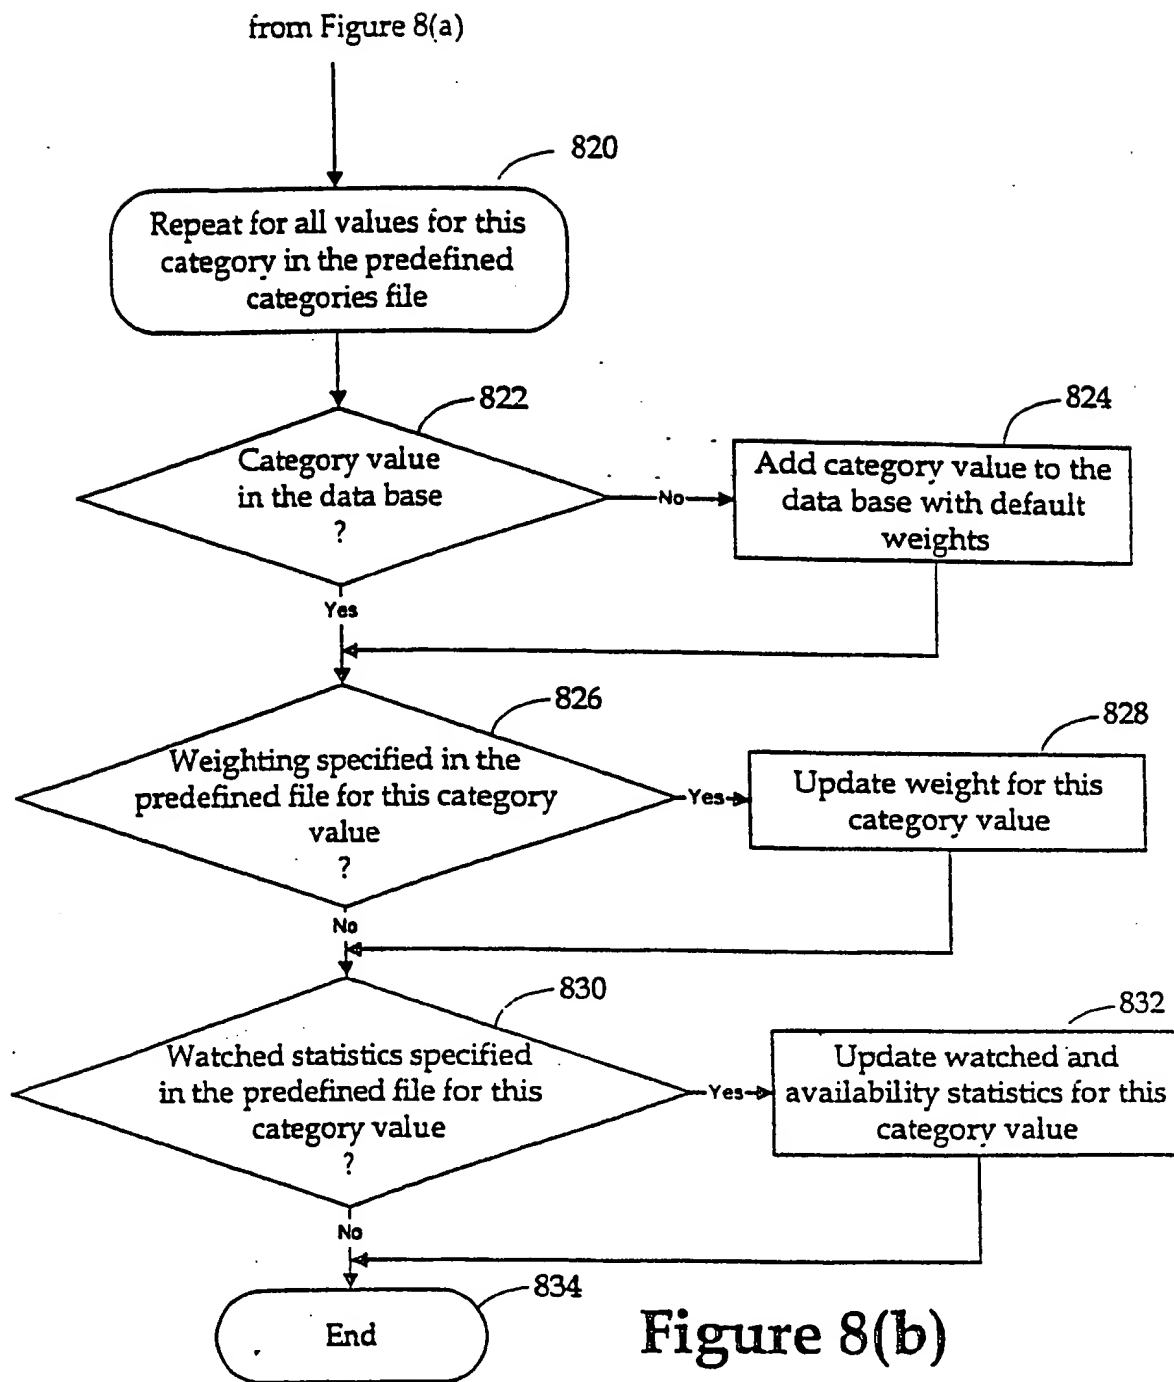 from Figure 8(a)
820
Repeat for all values for this
category in the predefined
categories file
822
Category value
in the data base
?
No
824
Add category value to the
data base with default
weights
Yes
826
Weighting specified in the
predefined file for this category
value
?
Yes
828
Update weight for this
category value
No
830
Watched statistics specified
in the predefined file for this
category value
?
Yes
832
Update watched and
availability statistics for this
category value
No
834
End
Figure 8(b)